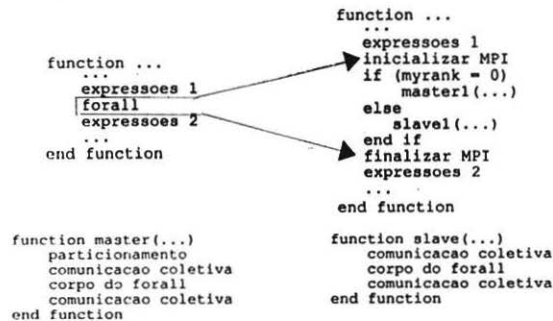 function ...
...
expressoes 1
forall
expressoes 2
...
end function
function ...
...
expressoes 1
inicializar MPI
if (myrank = 0)
master1(...)
else
slave1(...)
end if
finalizar MPI
expressoes 2
...
end function
function master(...)
particionamento
comunicacao coletiva
corpo do forall
comunicacao coletiva
end function
function slave(...)
comunicacao coletiva
corpo do forall
comunicacao coletiva
end function